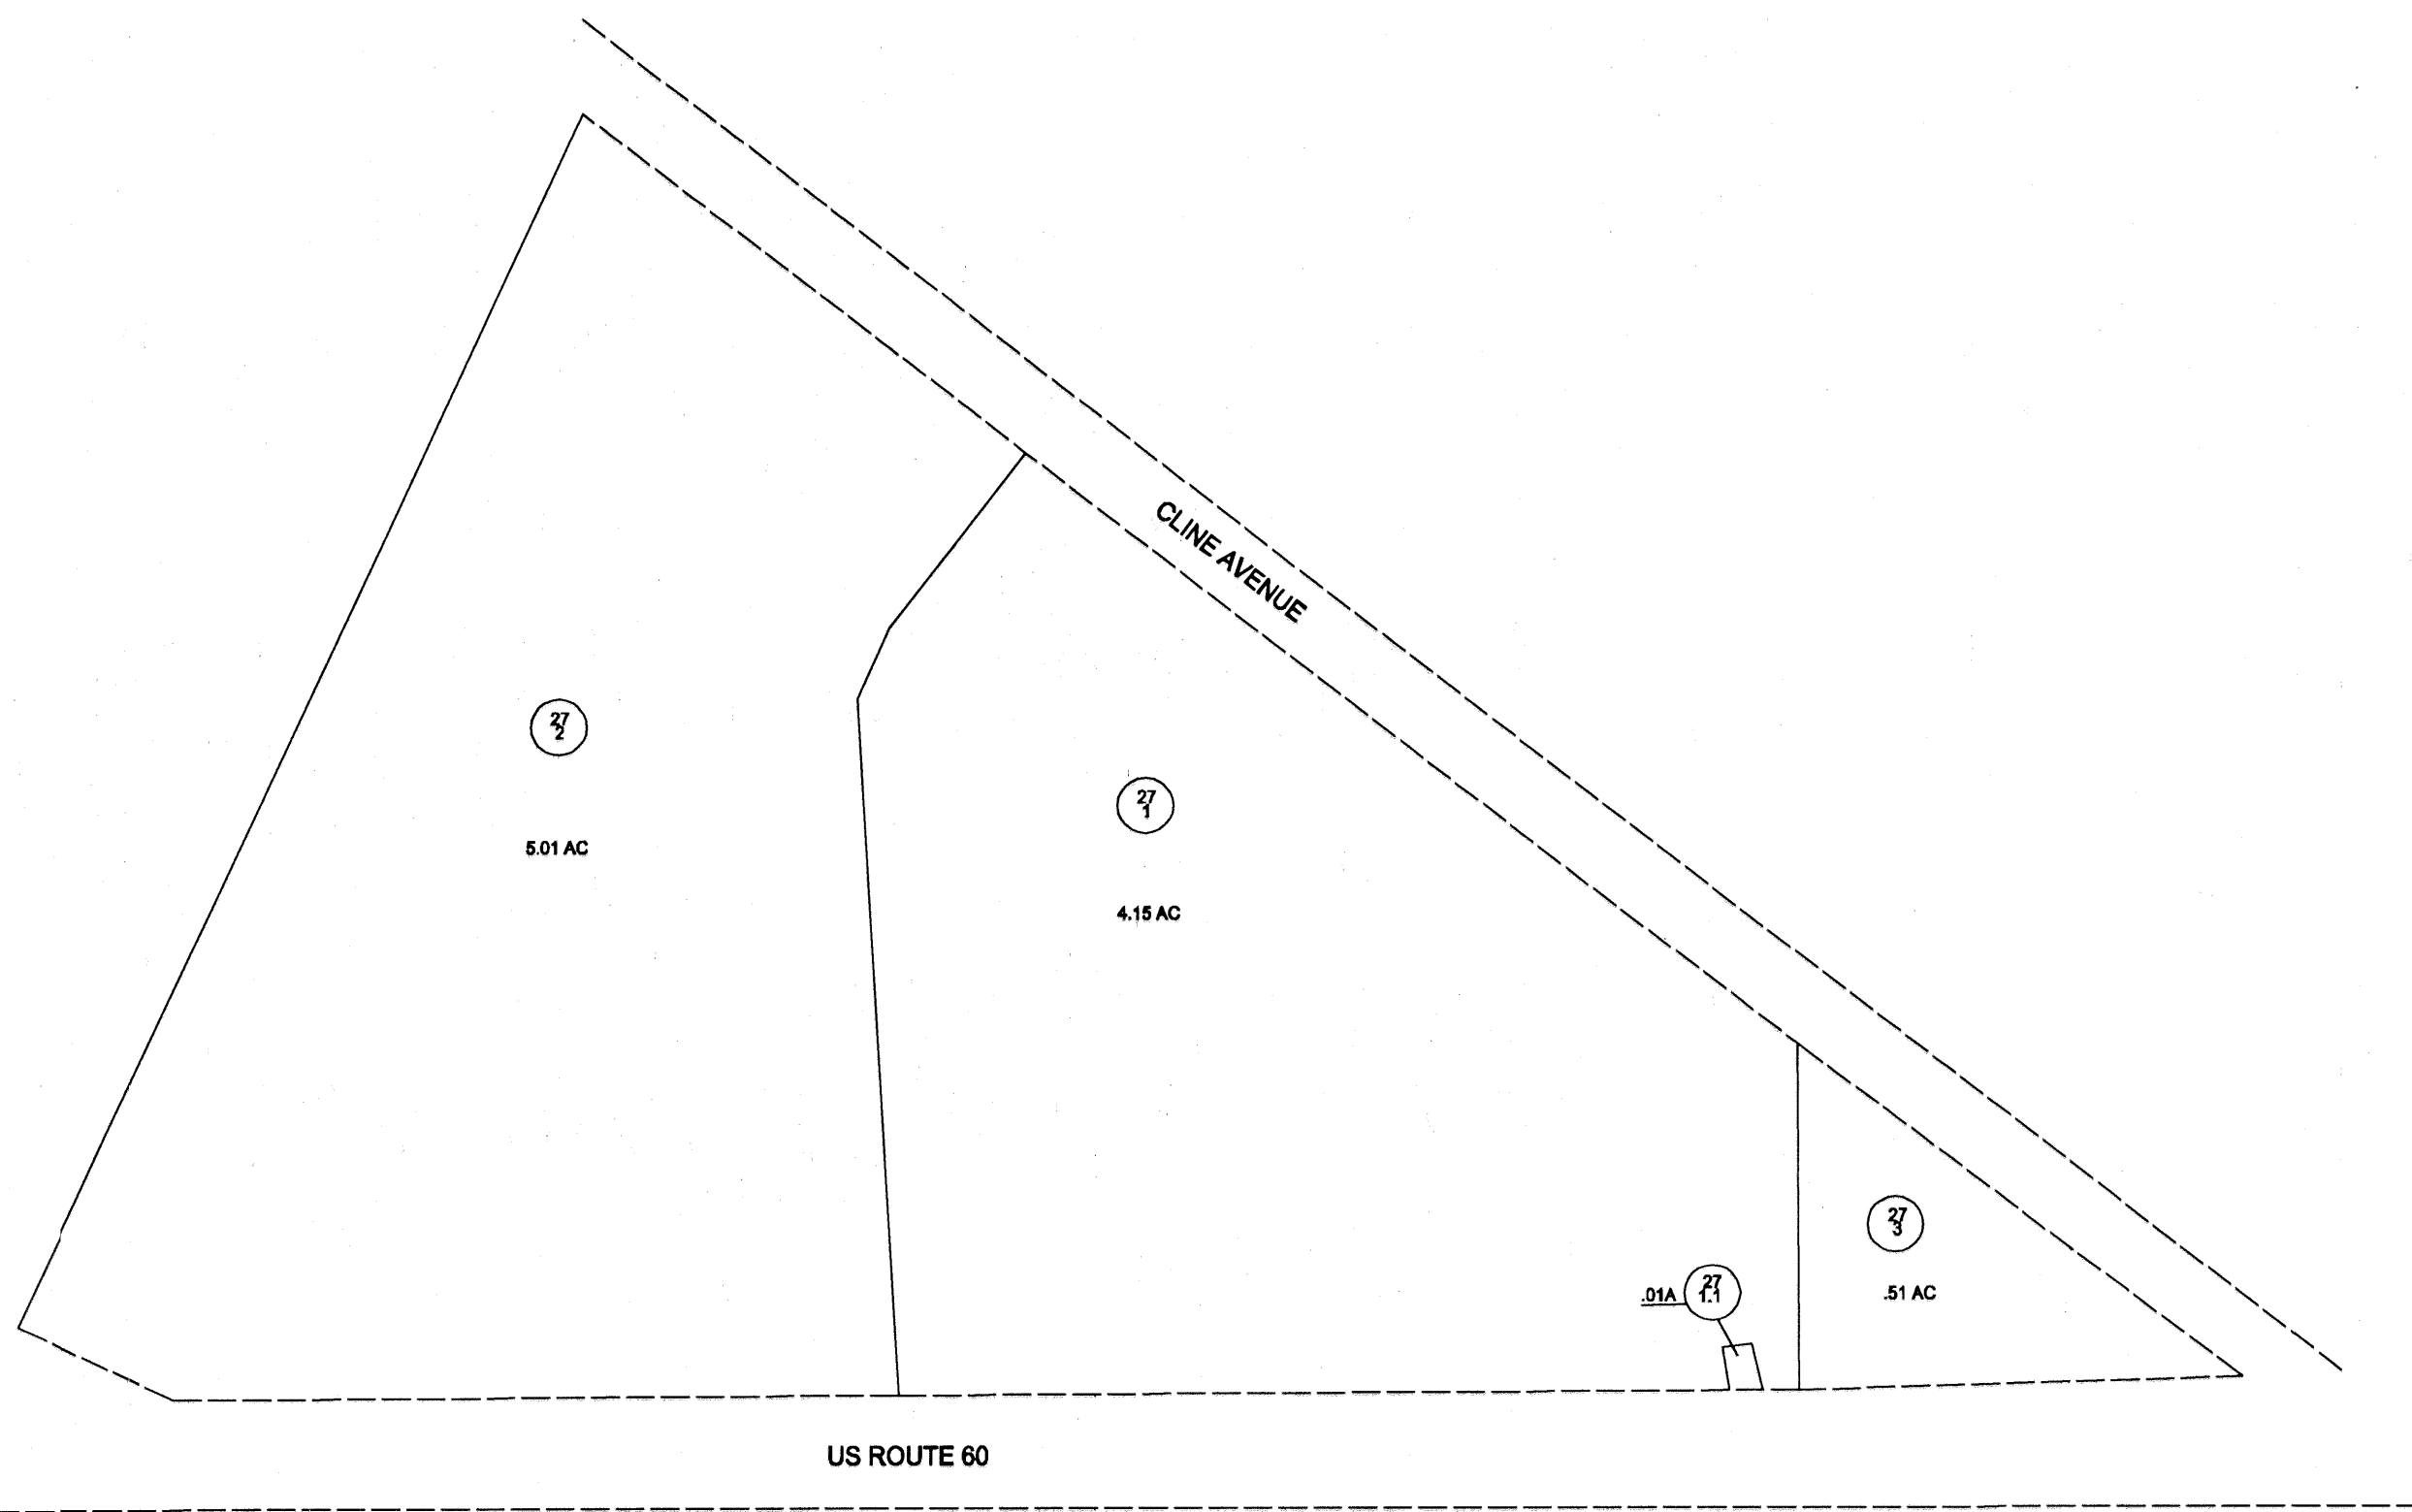 CLINE AVENUE
27
2
5.01 AC
27
1
4.15 AC
27
3
.51 AC
.01A
27
1.1
US ROUTE 60